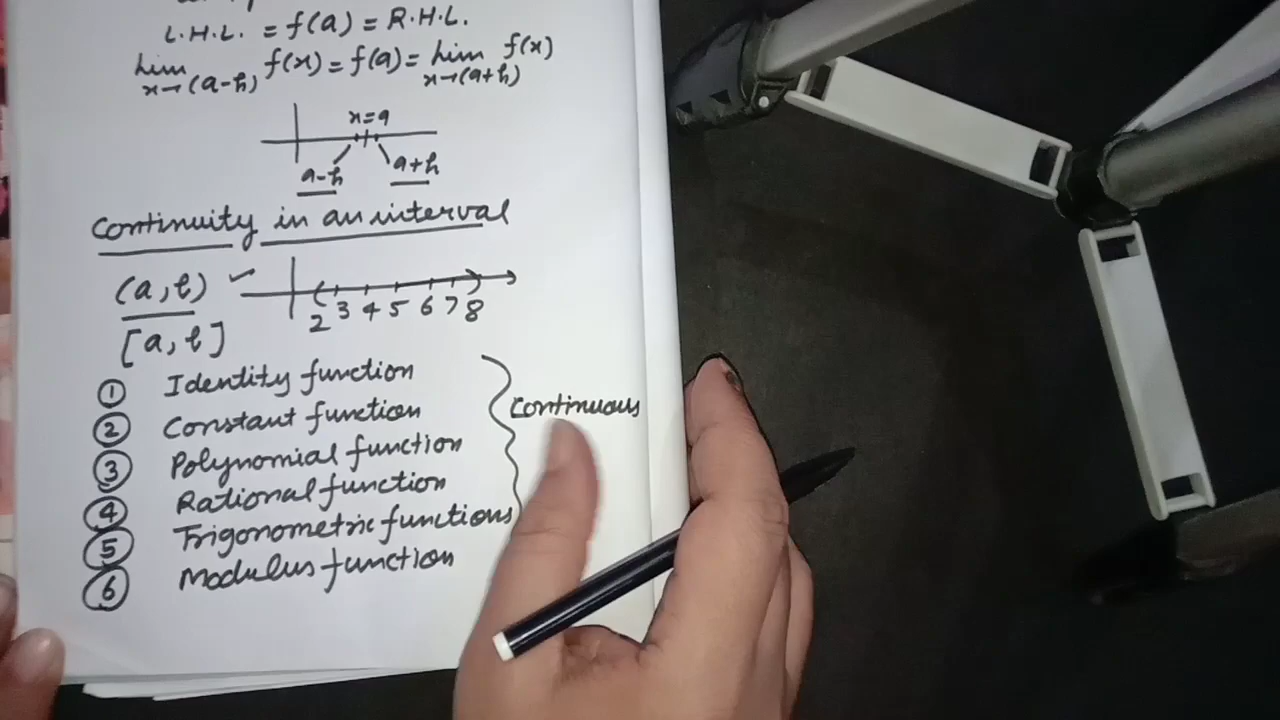 L.H.L. = f(a) = R.H.L.
lim x→(a-h) f(x) = f(a) = lim x→(a+h) f(x)
x=a
a-h a+h
Continuity in an interval
(a,b) ✓
2 3 4 5 6 7 8
[a,b]
① Identity function
② Constant function
continuous
③ Polynomial function
④ Rational function
⑤ Trigonometric functions
⑥ Modulus function